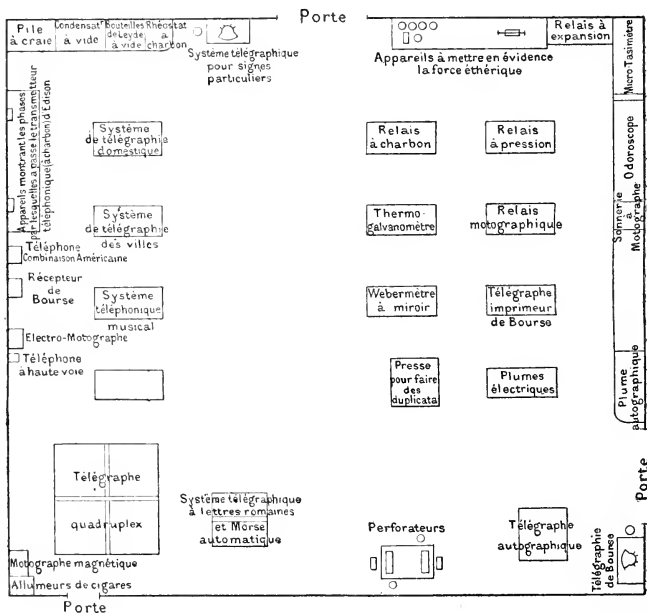 Porte
Pile
à craie
Condensatr
à vide
Bouteilles
de Leyde
à vide
Rhéostat
à
charbon
Système télégraphique
pour signes
particuliers
Appareils à mettre en évidence
la force éthérique
Relais à
expansion
Micro Tasimètre
Appareils montrant les phases
par lesquelles a passé le transmetteur
téléphonique (à charbon) d'Edison
Système
de télégraphie
domestique
Relais
à charbon
Relais
à pression
Odoroscope
Système
de télégraphie
des villes
Thermo-
galvanomètre
Relais
motographique
Sonnerie
à
Motographe
Téléphone
Combinaison Américaine
Récepteur
de
Bourse
Système
téléphonique
musical
Webermètre
à miroir
Télégraphe
imprimeur
de Bourse
Electro-Motographe
Téléphone
à haute voie
Presse
pour faire
des
duplicata
Plumes
électriques
Plume
autographique
Télégraphe
quadruplex
Système télégraphique
à lettres romaines
et Morse
automatique
Perforateurs
Télégraphe
autographique
Porte
Télégraphie
de Bourse
Motographe magnétique
Allumeurs de cigares
Porte